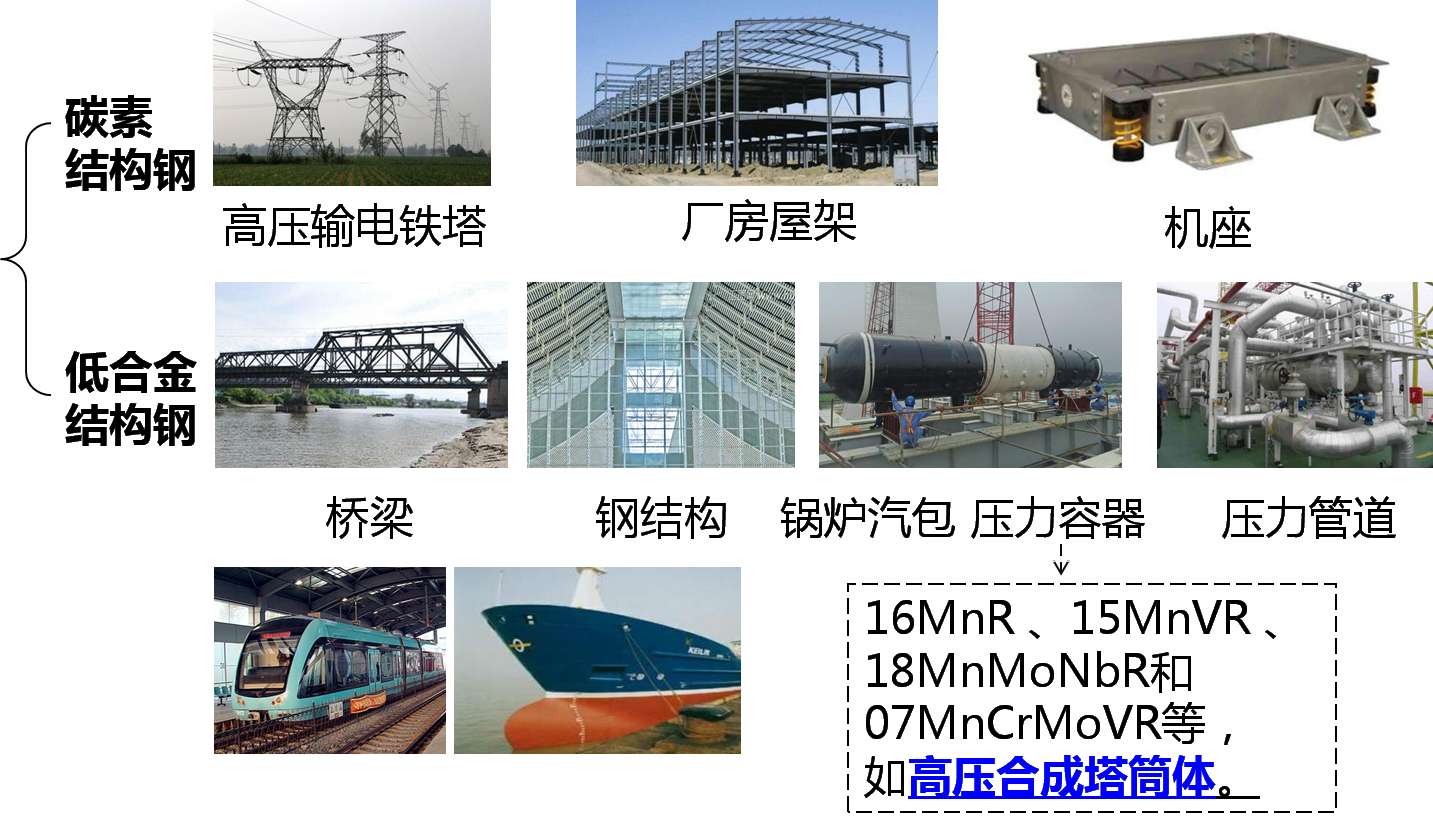 碳素
结构钢
高压输电铁塔
厂房屋架
机座
低合金
结构钢
桥梁
钢结构
锅炉汽包 压力容器
压力管道
KEILIR
16MnR 、15MnVR 、
18MnMoNbR和
07MnCrMoVR等，
如高压合成塔筒体。